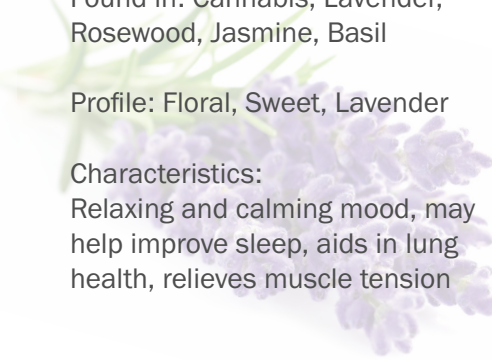 Found in: Cannabis, Lavender,
Rosewood, Jasmine, Basil
Profile: Floral, Sweet, Lavender
Characteristics:
Relaxing and calming mood, may
help improve sleep, aids in lung
health, relieves muscle tension